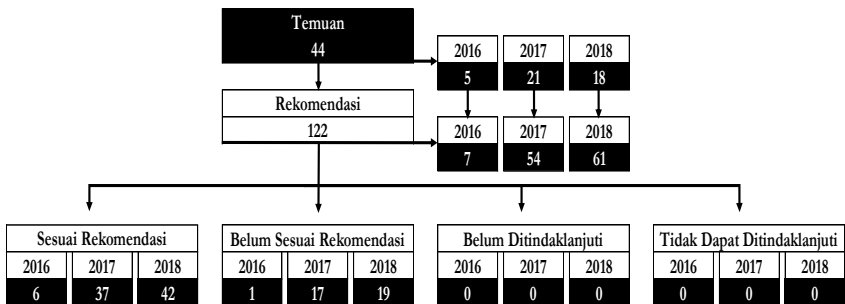 Temuan
44
2016 2017 2018
5 21 18
Rekomendasi
122
2016 2017 2018
7 54 61
Sesuai Rekomendasi
2016 2017 2018
6 37 42
Belum Sesuai Rekomendasi
2016 2017 2018
1 17 19
Belum Ditindaklanjuti
2016 2017 2018
0 0 0
Tidak Dapat Ditindaklanjuti
2016 2017 2018
0 0 0